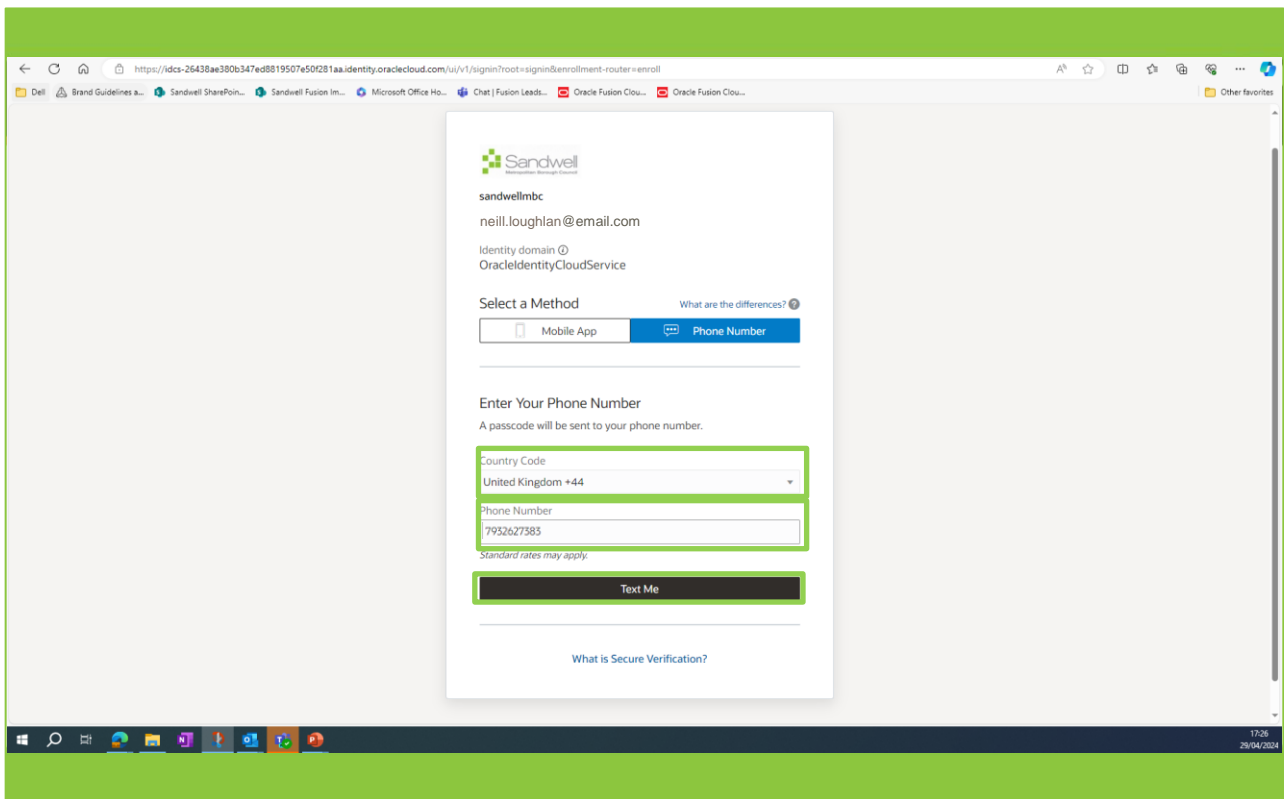 https://idcs-26438ae380b347ed8819507e50f281aa.identity.oraclecloud.com/ui/v1/signin?root=signin&enrollment-router=enroll
Dell Brand Guidelines a... Sandwell SharePoin... Sandwell Fusion Im... Microsoft Office Ho... Chat | Fusion Leads... Oracle Fusion Clou... Oracle Fusion Clou... Other favorites
Sandwell
Metropolitan Borough Council
sandwellmbc
neill.loughlan@email.com
Identity domain
OracleIdentityCloudService
Select a Method What are the differences?
Mobile App Phone Number
Enter Your Phone Number
A passcode will be sent to your phone number.
Country Code
United Kingdom +44
Phone Number
7932627383
Standard rates may apply.
Text Me
What is Secure Verification?
17:26
29/04/2024